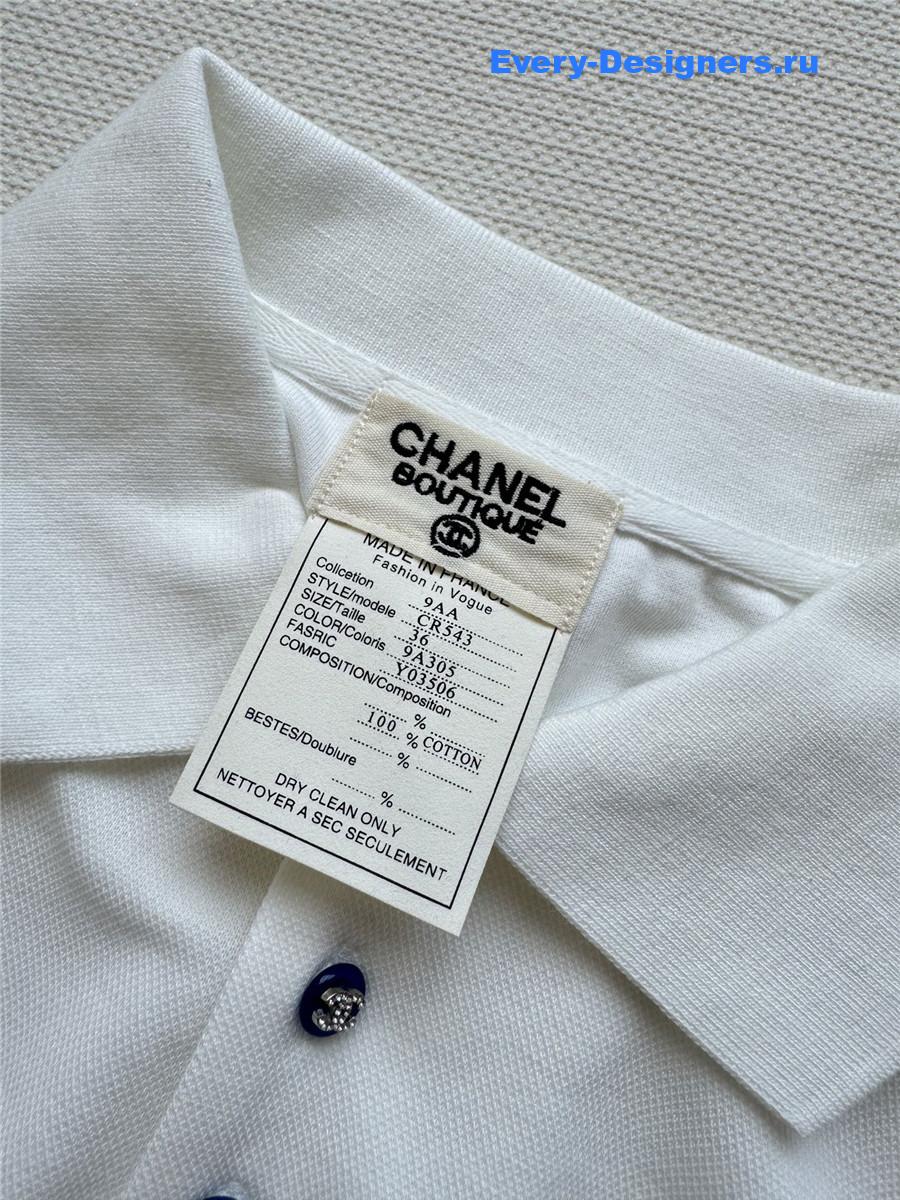 Every-Designers.ru
CHANEL
BOUTIQUE
MADE IN FRANCE
Fashion in Vogue
Colicetion 9AA
STYLE/modele CR543
SIZE/Taille 36
COLOR/Coloris 9A305
FASRIC Y03506
COMPOSITION/Composition
%
100 % COTTON
BESTES/Doublure %
%
DRY CLEAN ONLY
NETTOYER A SEC SECULEMENT